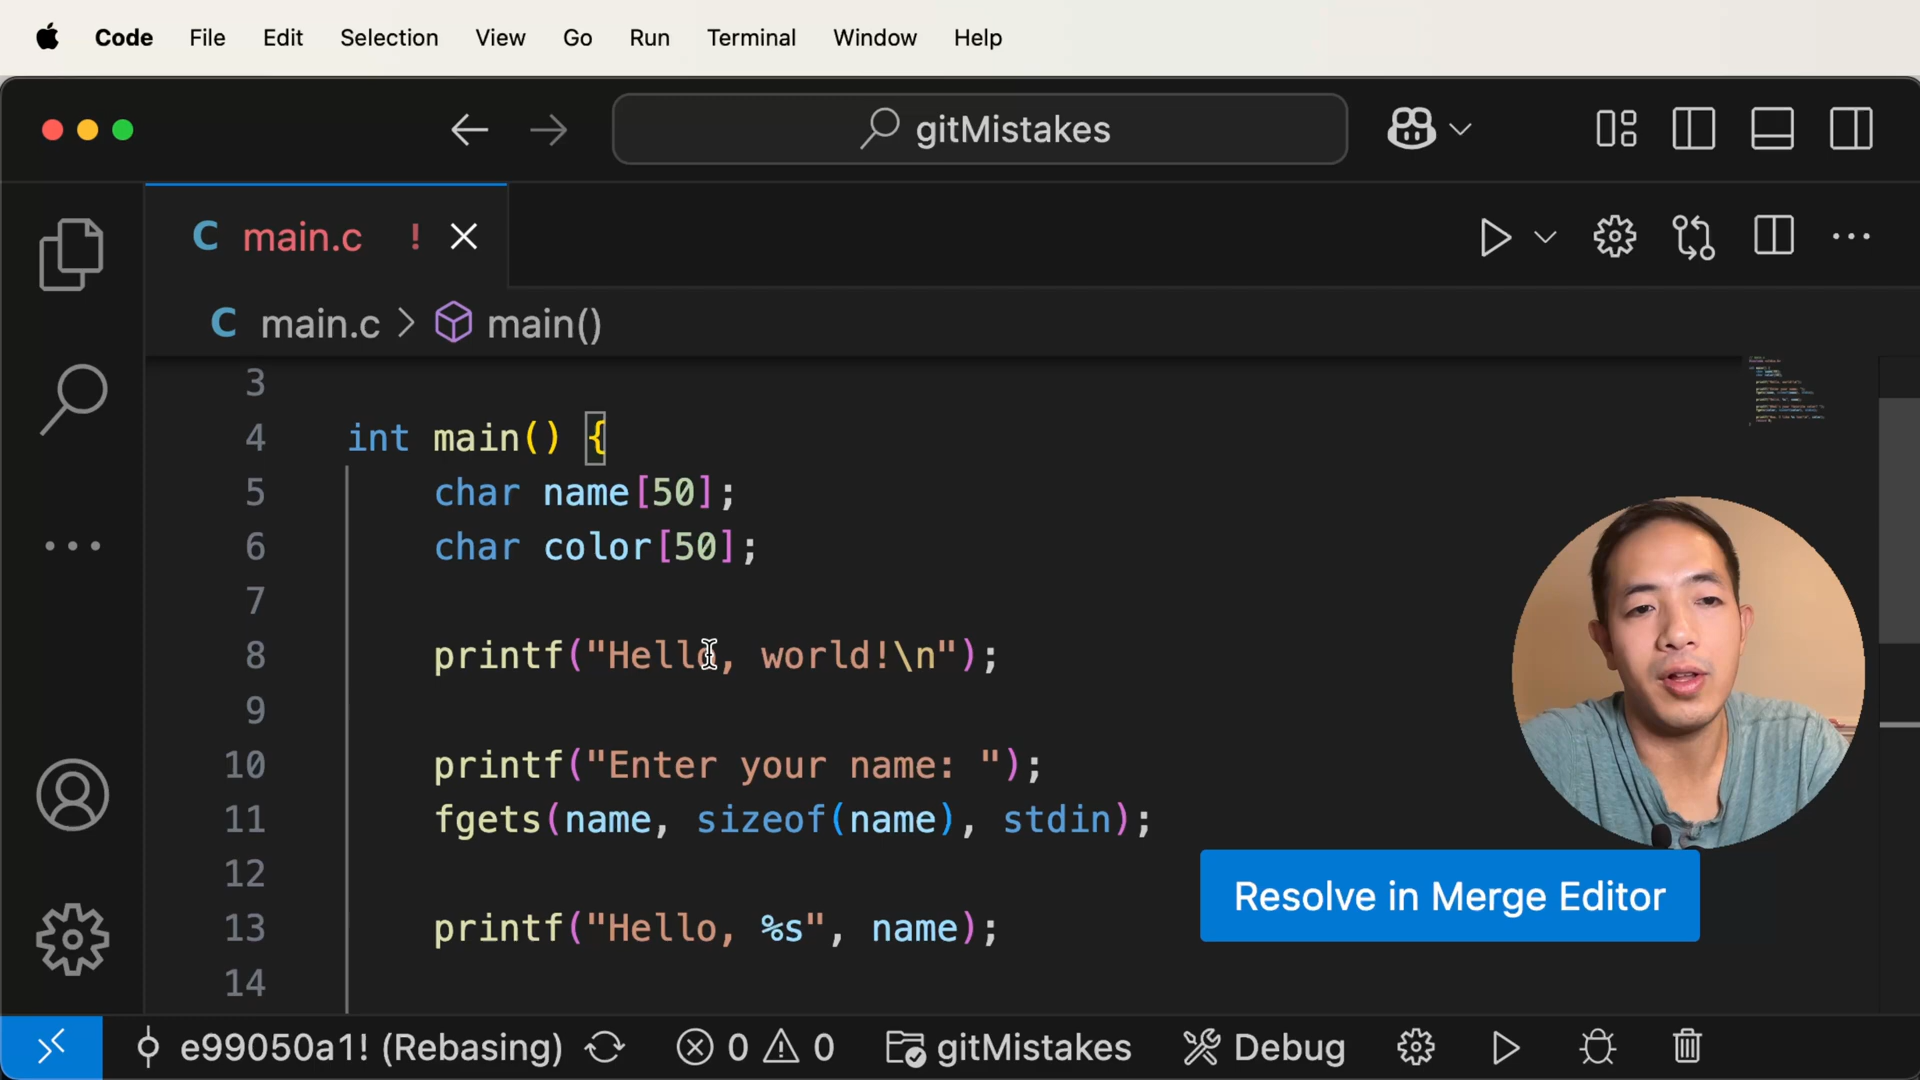 Code File Edit Selection View Go Run Terminal Window Help
gitMistakes
C main.c !
C main.c > main()
3
4 int main() {
5 char name[50];
6 char color[50];
7
8 printf("Hello, world!\n");
9
10 printf("Enter your name: ");
11 fgets(name, sizeof(name), stdin);
12
13 printf("Hello, %s", name);
14
Resolve in Merge Editor
e99050a1! (Rebasing) 0 0 gitMistakes Debug